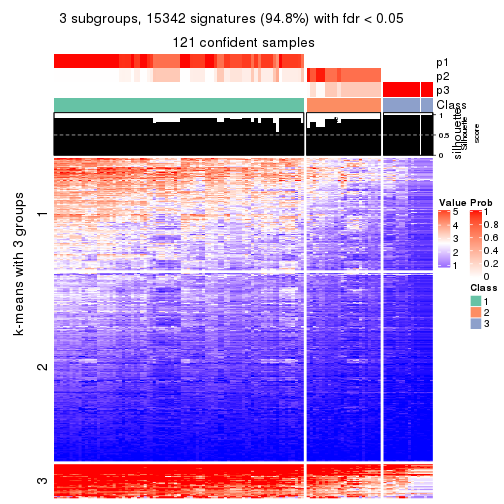 3 subgroups, 15342 signatures (94.8%) with fdr < 0.05
121 confident samples
p1
p2
p3
Class
1
0.5
0
silhouette
Silhouette
score
k-means with 3 groups
1
2
3
Value
5
4
3
2
1
Prob
1
0.8
0.6
0.4
0.2
0
Class
1
2
3